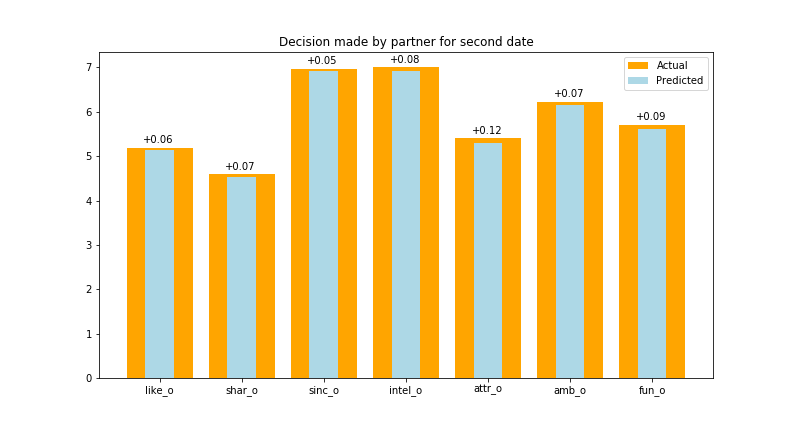 Decision made by partner for second date
7
6
5
4
3
2
1
0
+0.06
+0.07
+0.05
+0.08
+0.12
+0.07
+0.09
Actual
Predicted
like_o
shar_o
sinc_o
intel_o
attr_o
amb_o
fun_o